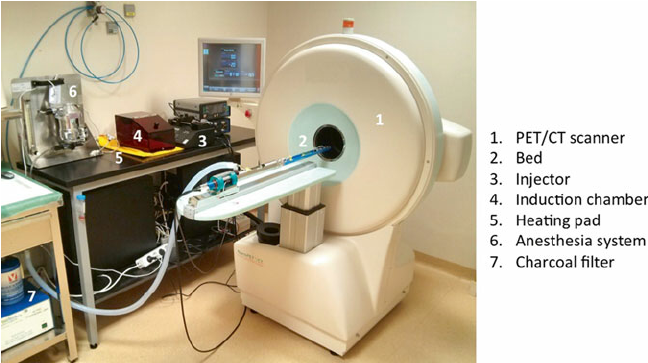 6
4
5
3
2
1
7
1. PET/CT scanner
2. Bed
3. Injector
4. Induction chamber
5. Heating pad
6. Anesthesia system
7. Charcoal filter